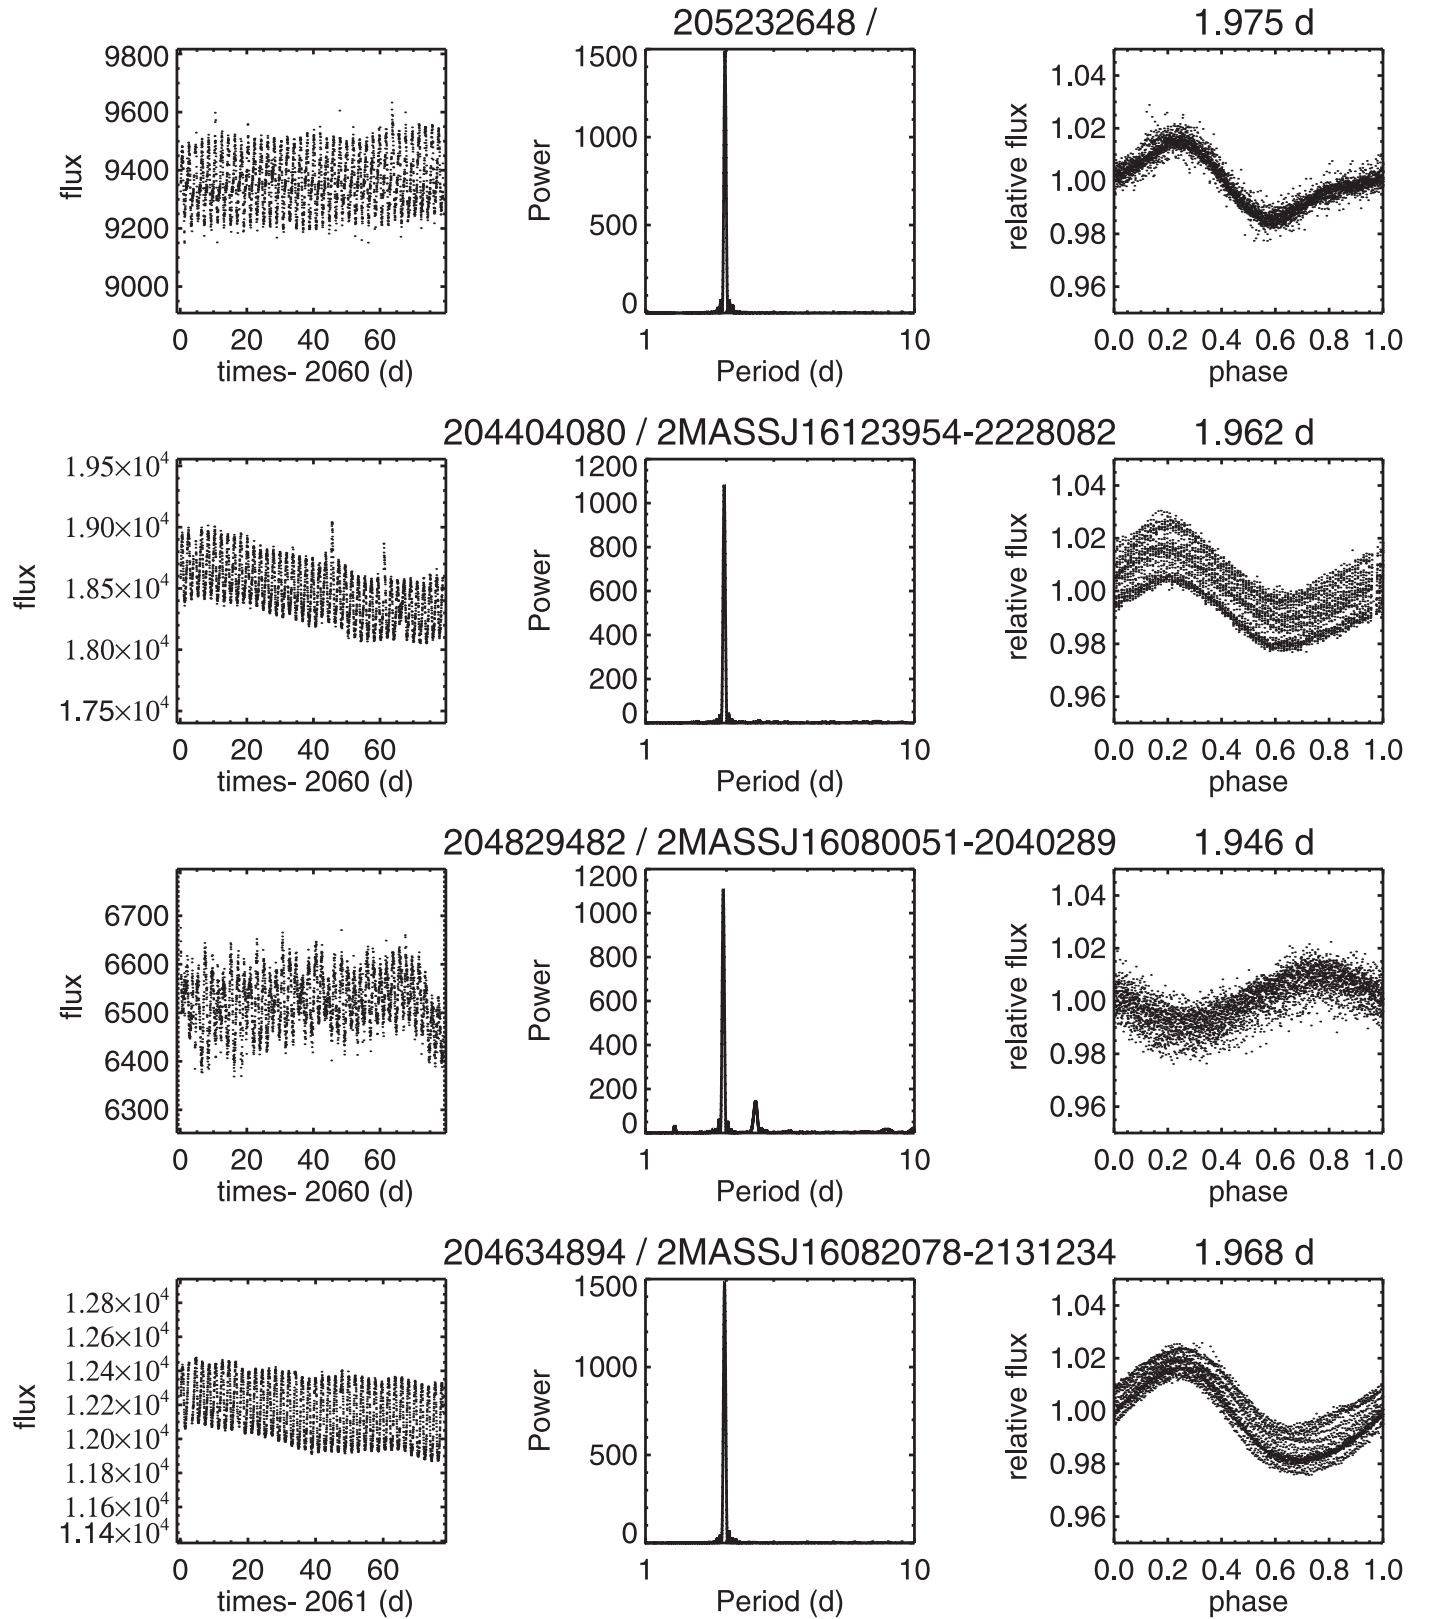 205232648 /
1.975 d
9800
9600
9400
9200
9000
flux
0 20 40 60
times- 2060 (d)
1500
1000
500
0
Power
1 10
Period (d)
1.04
1.02
1.00
0.98
0.96
relative flux
0.0 0.2 0.4 0.6 0.8 1.0
phase
204404080 / 2MASSJ16123954-2228082
1.962 d
1.95×10⁴
1.90×10⁴
1.85×10⁴
1.80×10⁴
1.75×10⁴
flux
0 20 40 60
times- 2060 (d)
1200
1000
800
600
400
200
0
Power
1 10
Period (d)
1.04
1.02
1.00
0.98
0.96
relative flux
0.0 0.2 0.4 0.6 0.8 1.0
phase
204829482 / 2MASSJ16080051-2040289
1.946 d
6700
6600
6500
6400
6300
flux
0 20 40 60
times- 2060 (d)
1200
1000
800
600
400
200
0
Power
1 10
Period (d)
1.04
1.02
1.00
0.98
0.96
relative flux
0.0 0.2 0.4 0.6 0.8 1.0
phase
204634894 / 2MASSJ16082078-2131234
1.968 d
1.28×10⁴
1.26×10⁴
1.24×10⁴
1.22×10⁴
1.20×10⁴
1.18×10⁴
1.16×10⁴
1.14×10⁴
flux
0 20 40 60
times- 2061 (d)
1500
1000
500
0
Power
1 10
Period (d)
1.04
1.02
1.00
0.98
0.96
relative flux
0.0 0.2 0.4 0.6 0.8 1.0
phase